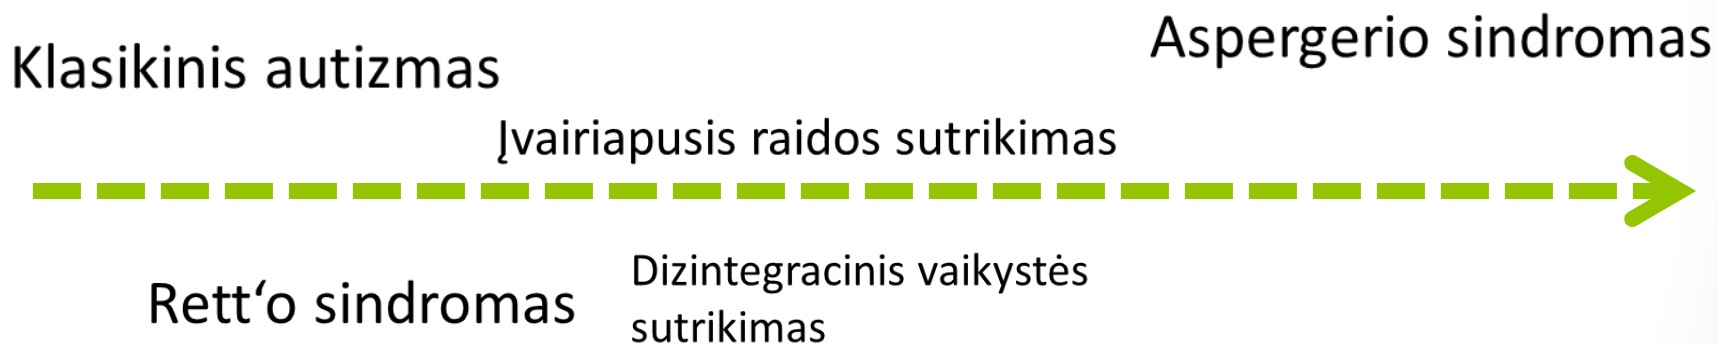 Aspergerio sindromas
Klasikinis autizmas
Įvairiapusis raidos sutrikimas
Rett‘o sindromas
Dizintegracinis vaikystės
sutrikimas